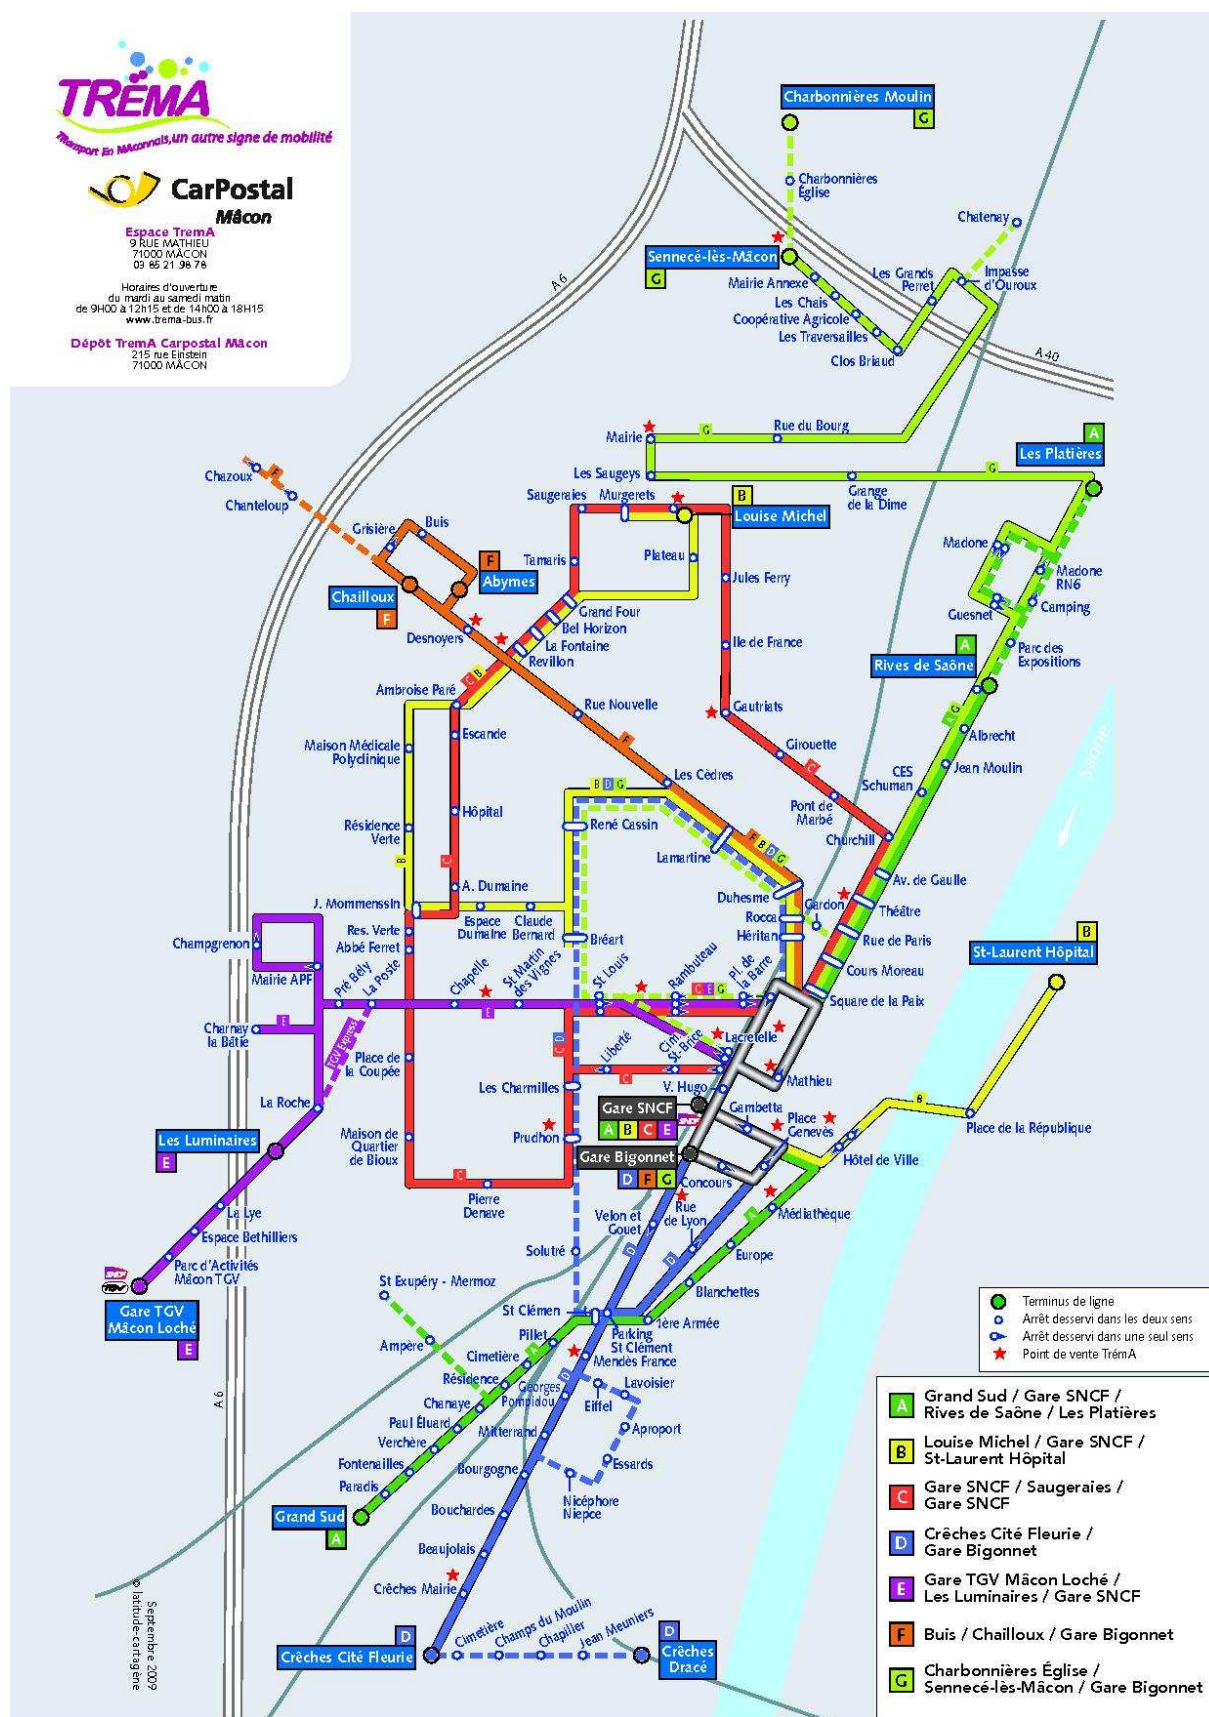 TRËMA
Transport En MÂconnais, un autre signe de mobilité
CarPostal
Mâcon
Espace TremA
9 RUE MATHIEU
71000 MÂCON
03 85 21 98 78
Horaires d'ouverture
du mardi au samedi matin
de 9H00 à 12h15 et de 14h00 à 18H15
www.trema-bus.fr
Dépôt TremA Carpostal Mâcon
215 rue Einstein
71000 MÂCON
A 6
A 40
Charbonnières Moulin
G
Charbonnières
Église
Chatenay
Sennecé-lès-Mâcon
G
Mairie Annexe
Les Chais
Coopérative Agricole
Les Traversailles
Clos Briaud
Les Grands
Perret
Impasse
d'Ouroux
Mairie
G
Rue du Bourg
Les Saugeys
Grange
de la Dime
G
A
Les Platières
Chazoux
F
Chanteloup
Grisière
Buis
F
Abymes
Chailloux
F
Desnoyers
Saugeraies
Murgerets
B
Louise Michel
Tamaris
Plateau
Jules Ferry
Grand Four
Bel Horizon
La Fontaine
Revillon
Ile de France
Madone
Madone
RN6
Guesnet
Camping
Parc des
Expositions
A
Rives de Saône
C B
Ambroise Paré
Rue Nouvelle
Gautriats
A G
Albrecht
Escande
F
Girouette
Maison Médicale
Polyclinique
C
Jean Moulin
CES
Schuman
Saône
Les Cèdres
B D G
Pont de
Marbé
Hôpital
Résidence
Verte
René Cassin
Churchill
F B D G
Lamartine
B
C
A. Dumaine
Av. de Gaulle
Duhesme
J. Mommenssin
Espace
Dumaine
Claude
Bernard
Gardon
Théâtre
Rocca
Res. Verte
Abbé Ferret
Bréart
Héritan
Rue de Paris
B
St-Laurent Hôpital
Champgrenon
Mairie APF
Pré Bély
La Poste
Chapelle
St Martin
des Vignes
St Louis
Rambuteau
Pl. de
la Barre
Cours Moreau
C E G
Square de la Paix
E
E
Charnay
la Bâtie
TGV Express
Place de
la Coupée
D
C
Liberté
Cim.
St-Brice
Lacretelle
C
Les Charmilles
V. Hugo
Mathieu
La Roche
Gare SNCF
A B C E
Gambetta
Place
Genevès
B
Place de la République
Les Luminaires
E
Maison de
Quartier
de Bioux
Prudhon
Gare Bigonnet
D F G
Concours
Hôtel de Ville
C
Pierre
Denave
La Lye
Velon et
Gouet
Rue
de Lyon
Médiathèque
A
Espace Bethilliers
Solutré
D
D
Europe
Parc d'Activités
Mâcon TGV
TGV
Gare TGV
Mâcon Loché
E
St Exupéry - Mermoz
Blanchettes
St Clémen
Parking
St Clément
1ère Armée
Pillet
A
Mendès France
Ampère
Cimetière
Résidence
D
Georges
Pompidou
Lavoisier
Eiffel
Chanaye
Paul Éluard
Mitterrand
Aproport
Verchère
Fontenailles
Bourgogne
Essards
Paradis
Nicéphore
Niepce
Grand Sud
A
Bouchardes
Beaujolais
Crêches Mairie
D
Crêches Cité Fleurie
Cimetière
Champs du Moulin
Chapiller
Jean Meuniers
D
Crêches
Dracé
A 6
Septembre 2009
© latitude-cartagène
Terminus de ligne
Arrêt desservi dans les deux sens
Arrêt desservi dans une seul sens
Point de vente TrémA
A
Grand Sud / Gare SNCF /
Rives de Saône / Les Platières
B
Louise Michel / Gare SNCF /
St-Laurent Hôpital
C
Gare SNCF / Saugeraies /
Gare SNCF
D
Crêches Cité Fleurie /
Gare Bigonnet
E
Gare TGV Mâcon Loché /
Les Luminaires / Gare SNCF
F
Buis / Chailloux / Gare Bigonnet
G
Charbonnières Église /
Sennecé-lès-Mâcon / Gare Bigonnet